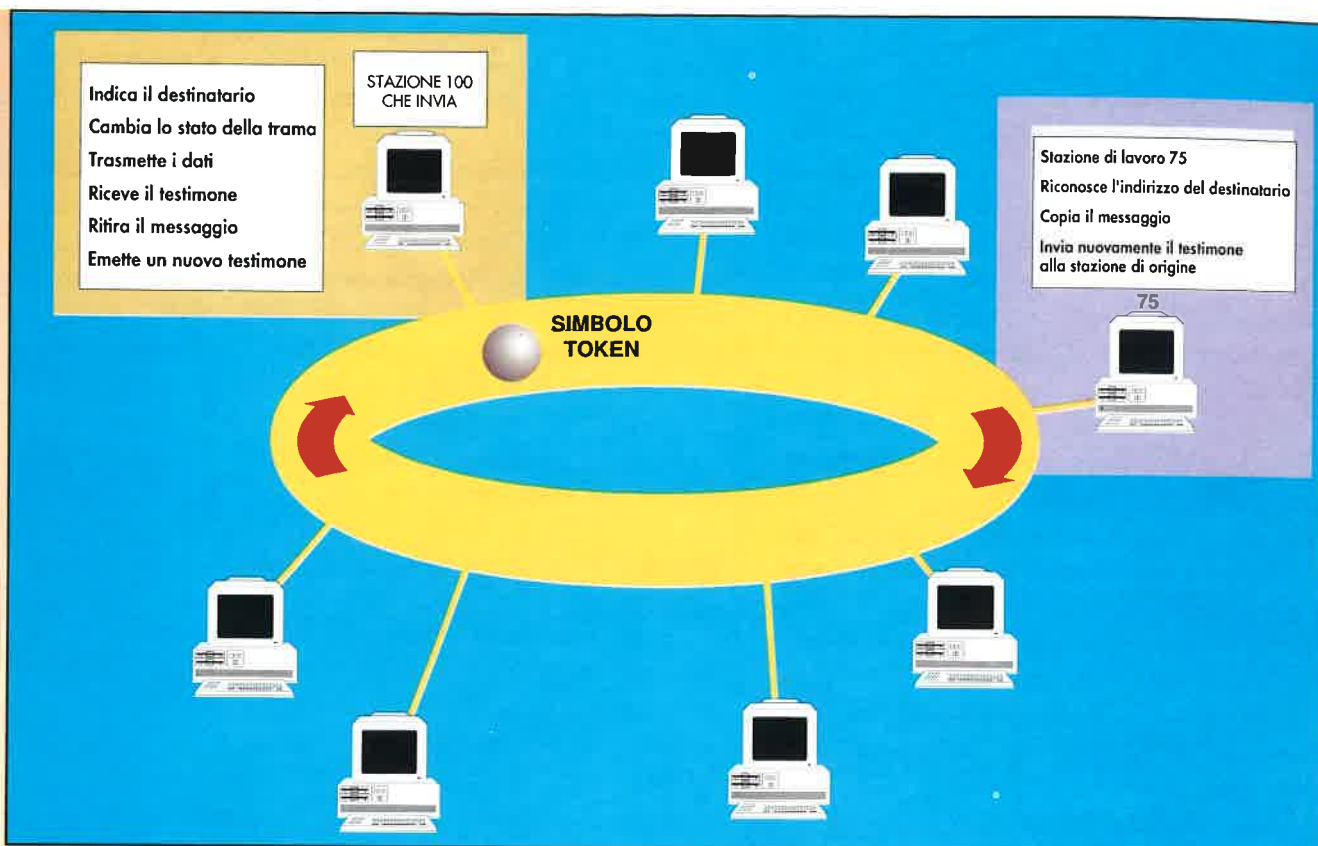 Indica il destinatario
Cambia lo stato della trama
Trasmette i dati
Riceve il testimone
Ritira il messaggio
Emette un nuovo testimone
STAZIONE 100
CHE INVIA
Stazione di lavoro 75
Riconosce l'indirizzo del destinatario
Copia il messaggio
Invia nuovamente il testimone
alla stazione di origine
75
SIMBOLO
TOKEN